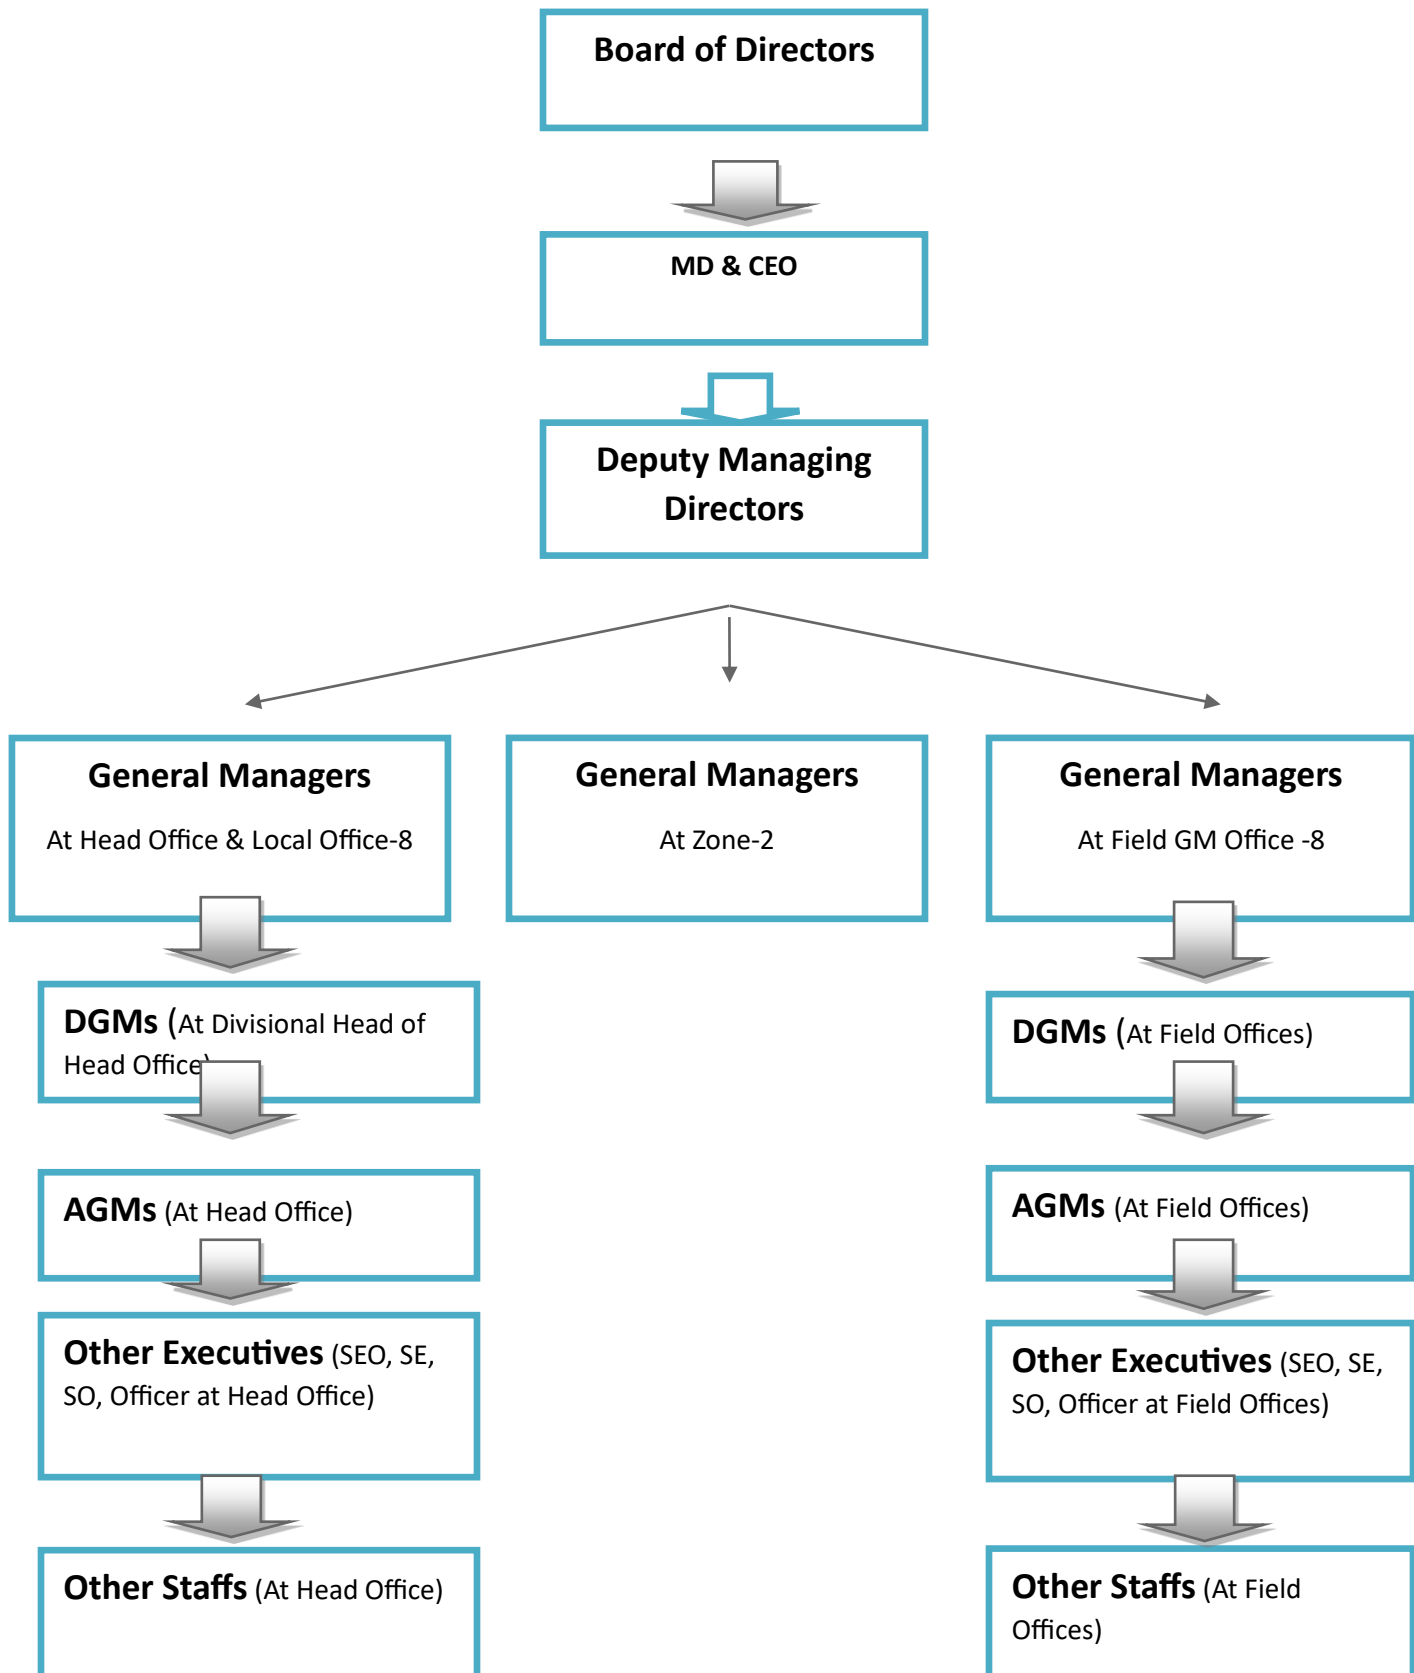 Board of Directors
MD & CEO
Deputy Managing
Directors
General Managers
At Head Office & Local Office-8
General Managers
At Zone-2
General Managers
At Field GM Office -8
DGMs (At Divisional Head of
Head Office)
DGMs (At Field Offices)
AGMs (At Head Office)
AGMs (At Field Offices)
Other Executives (SEO, SE,
SO, Officer at Head Office)
Other Executives (SEO, SE,
SO, Officer at Field Offices)
Other Staffs (At Head Office)
Other Staffs (At Field
Offices)